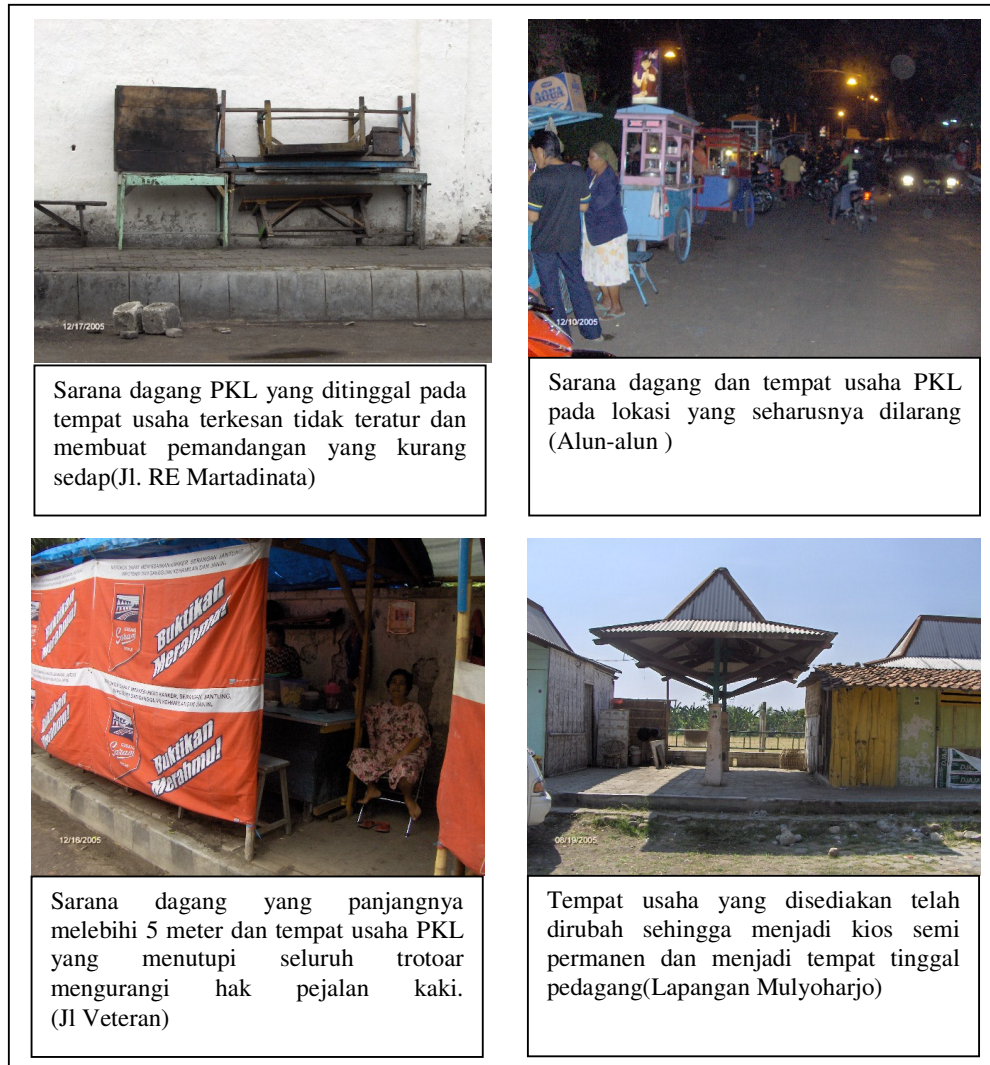 AQUA
12/17/2005
12/10/2005
Sarana dagang PKL yang ditinggal pada
tempat usaha terkesan tidak teratur dan
membuat pemandangan yang kurang
sedap(Jl. RE Martadinata)
Sarana dagang dan tempat usaha PKL
pada lokasi yang seharusnya dilarang
(Alun-alun )
Buktikan
Merahmu!
Buktikan
Merahmu!
12/16/2005
08/19/2005
Sarana dagang yang panjangnya
melebihi 5 meter dan tempat usaha PKL
yang menutupi seluruh trotoar
mengurangi hak pejalan kaki.
(Jl Veteran)
Tempat usaha yang disediakan telah
dirubah sehingga menjadi kios semi
permanen dan menjadi tempat tinggal
pedagang(Lapangan Mulyoharjo)